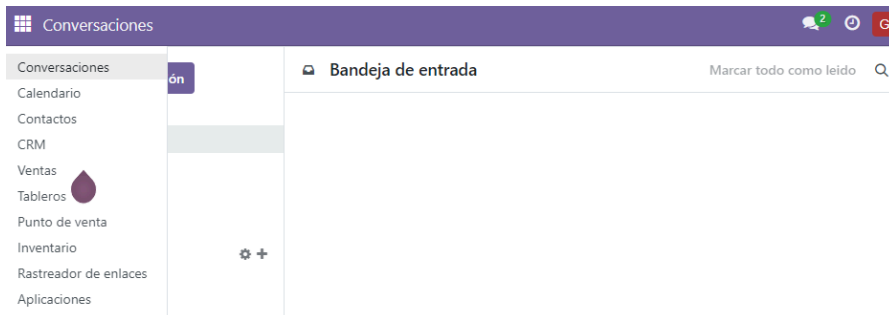 Conversaciones
2
G
Conversaciones
Calendario
Contactos
CRM
Ventas
Tableros
Punto de venta
Inventario
Rastreador de enlaces
Aplicaciones
ón
Bandeja de entrada
Marcar todo como leido